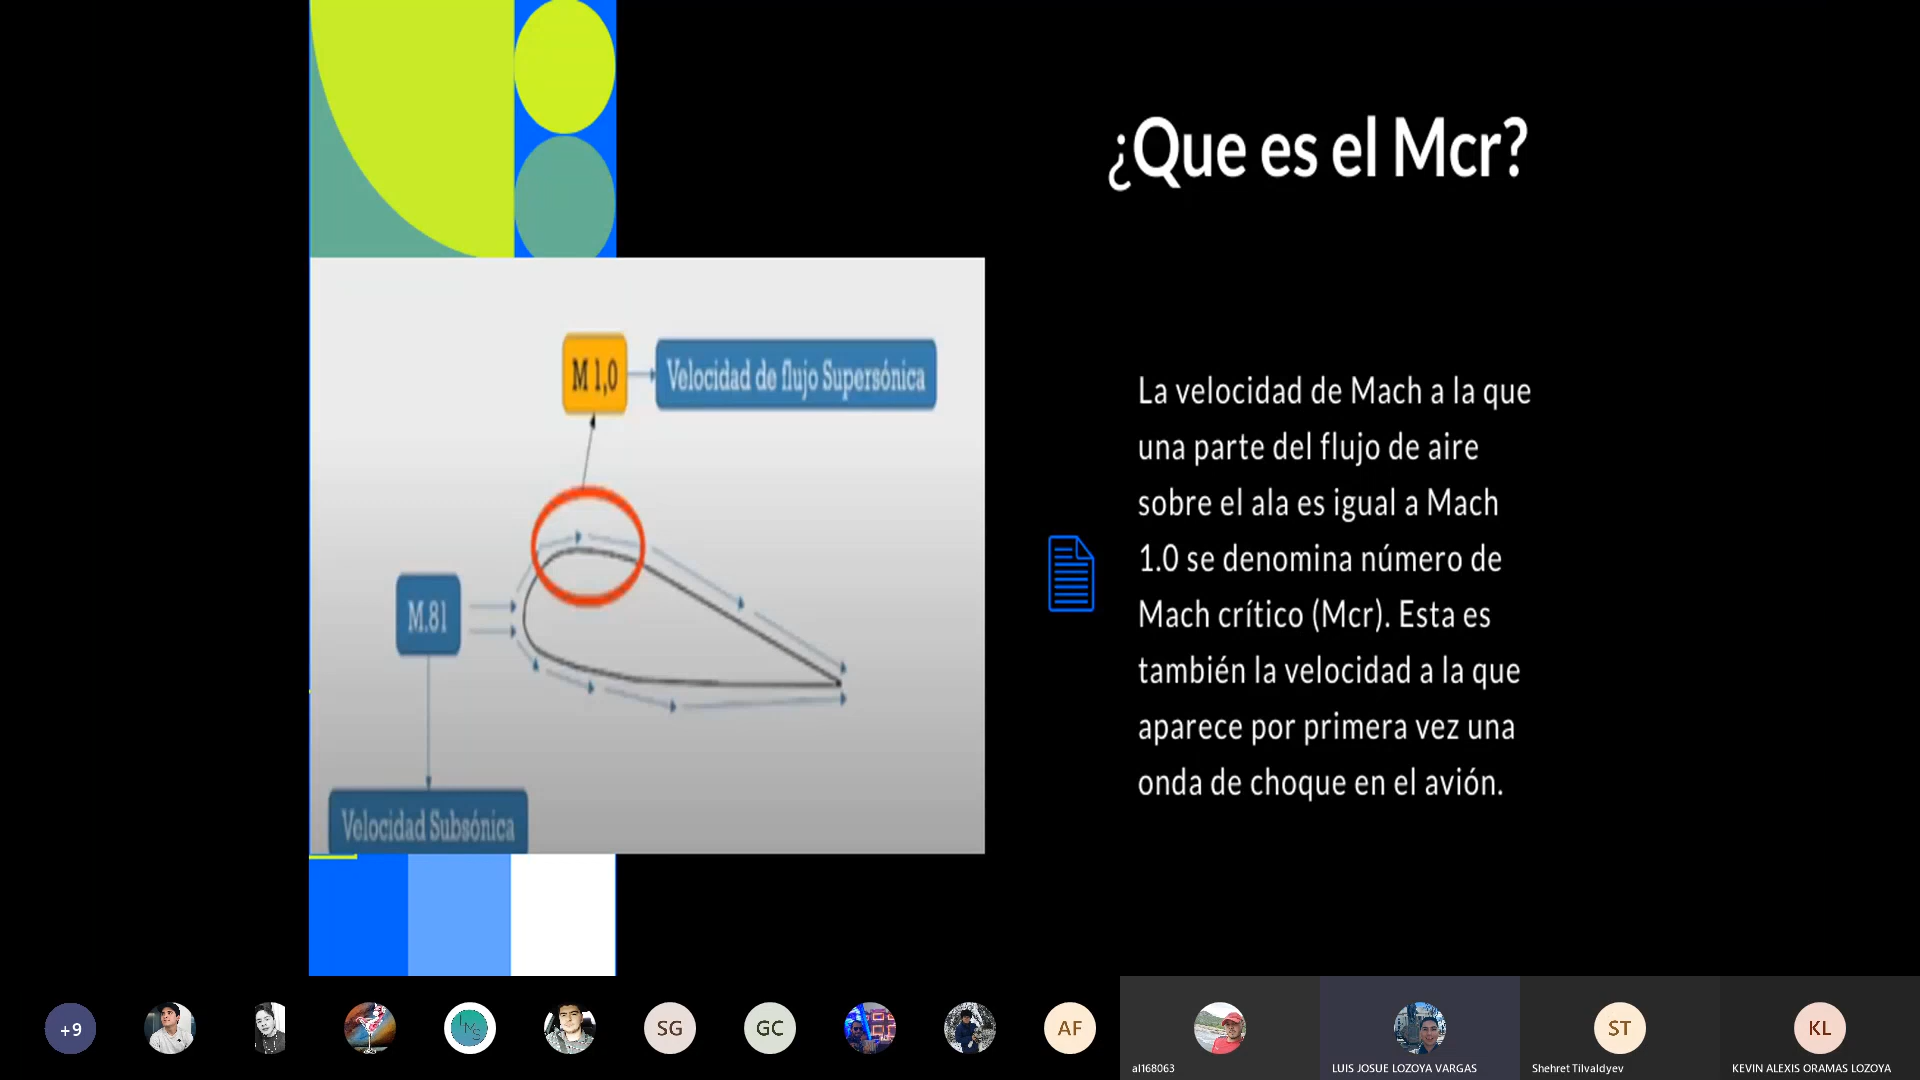 ¿Que es el Mcr?
M 1,0
Velocidad de flujo Supersónica
M.81
Velocidad Subsónica
La velocidad de Mach a la que
una parte del flujo de aire
sobre el ala es igual a Mach
1.0 se denomina número de
Mach crítico (Mcr). Esta es
también la velocidad a la que
aparece por primera vez una
onda de choque en el avión.
+9
IMS
SG
GC
AF
ST
KL
al168063
LUIS JOSUE LOZOYA VARGAS
Shehret Tilvaldyev
KEVIN ALEXIS ORAMAS LOZOYA